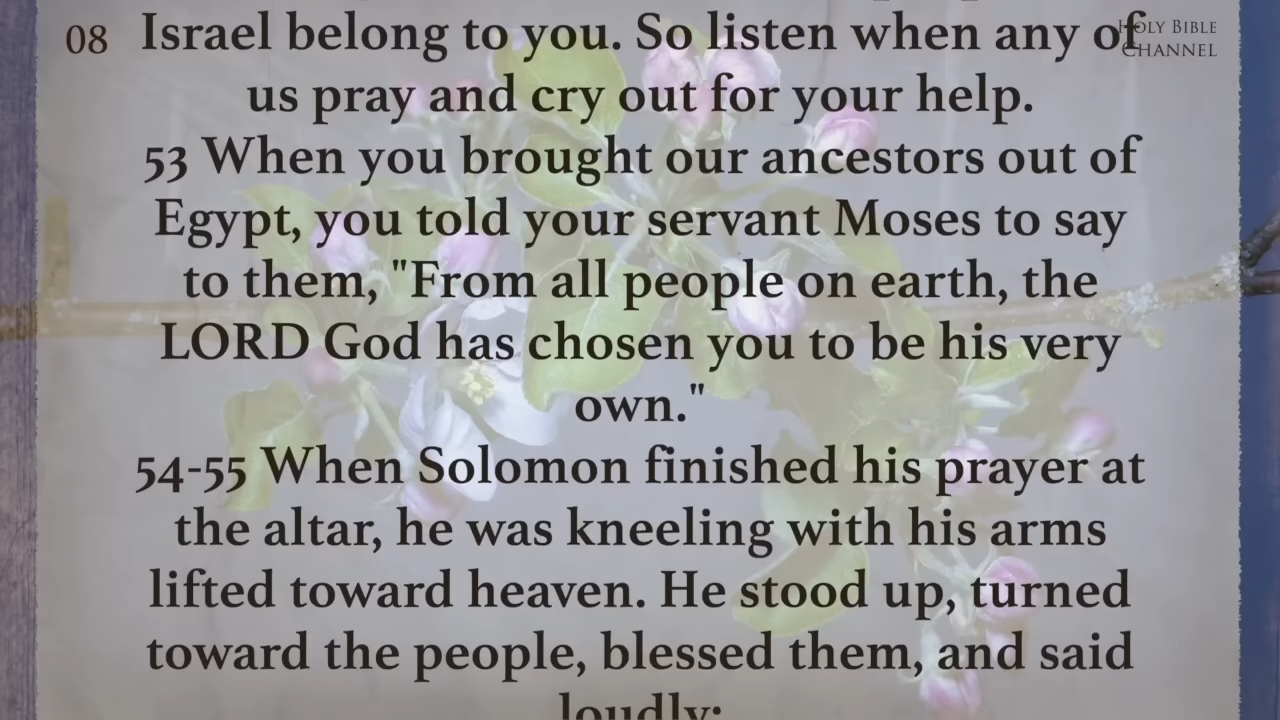 08
HOLY BIBLE
CHANNEL
Israel belong to you. So listen when any of
us pray and cry out for your help.
53 When you brought our ancestors out of
Egypt, you told your servant Moses to say
to them, "From all people on earth, the
LORD God has chosen you to be his very
own."
54-55 When Solomon finished his prayer at
the altar, he was kneeling with his arms
lifted toward heaven. He stood up, turned
toward the people, blessed them, and said
loudly: